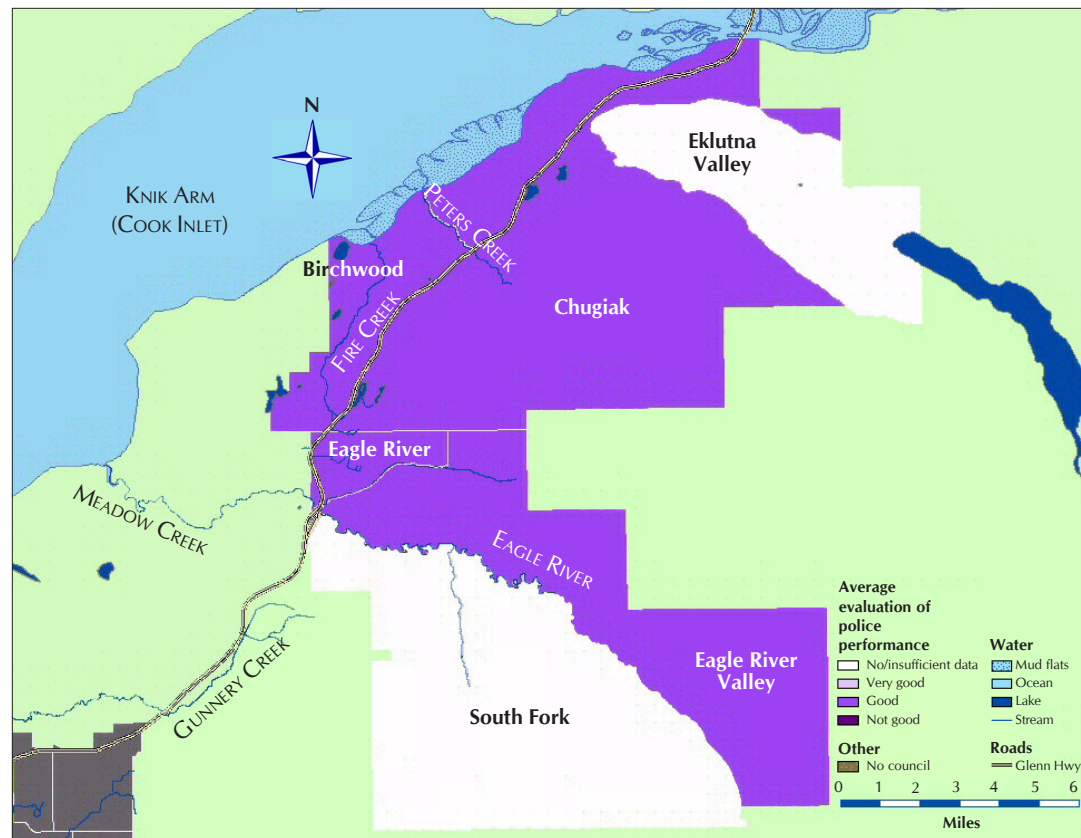 N
Eklutna
Valley
KNIK ARM
(COOK INLET)
PETERS CREEK
Birchwood
Chugiak
FIRE CREEK
Eagle River
MEADOW CREEK
EAGLE RIVER
GUNNERY CREEK
South Fork
Eagle River
Valley
Average
evaluation of
police
performance
No/insufficient data
Very good
Good
Not good
Other
No council
Water
Mud flats
Ocean
Lake
Stream
Roads
Glenn Hwy
0 1 2 3 4 5 6
Miles